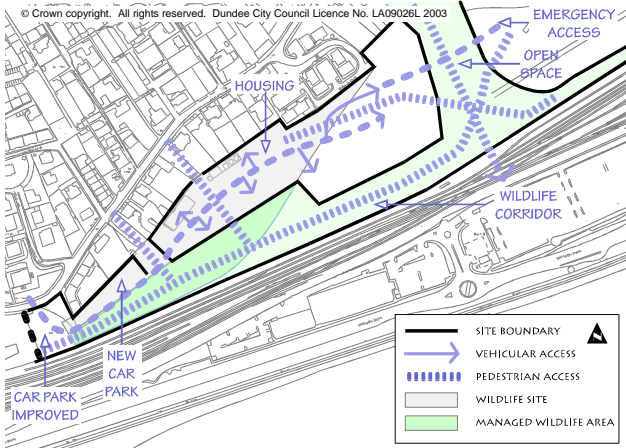 © Crown copyright. All rights reserved. Dundee City Council Licence No. LA09026L 2003
EMERGENCY
ACCESS
OPEN
SPACE
HOUSING
WILDLIFE
CORRIDOR
NEW
CAR
PARK
CAR PARK
IMPROVED
SITE BOUNDARY
VEHICULAR ACCESS
PEDESTRIAN ACCESS
WILDLIFE SITE
MANAGED WILDLIFE AREA